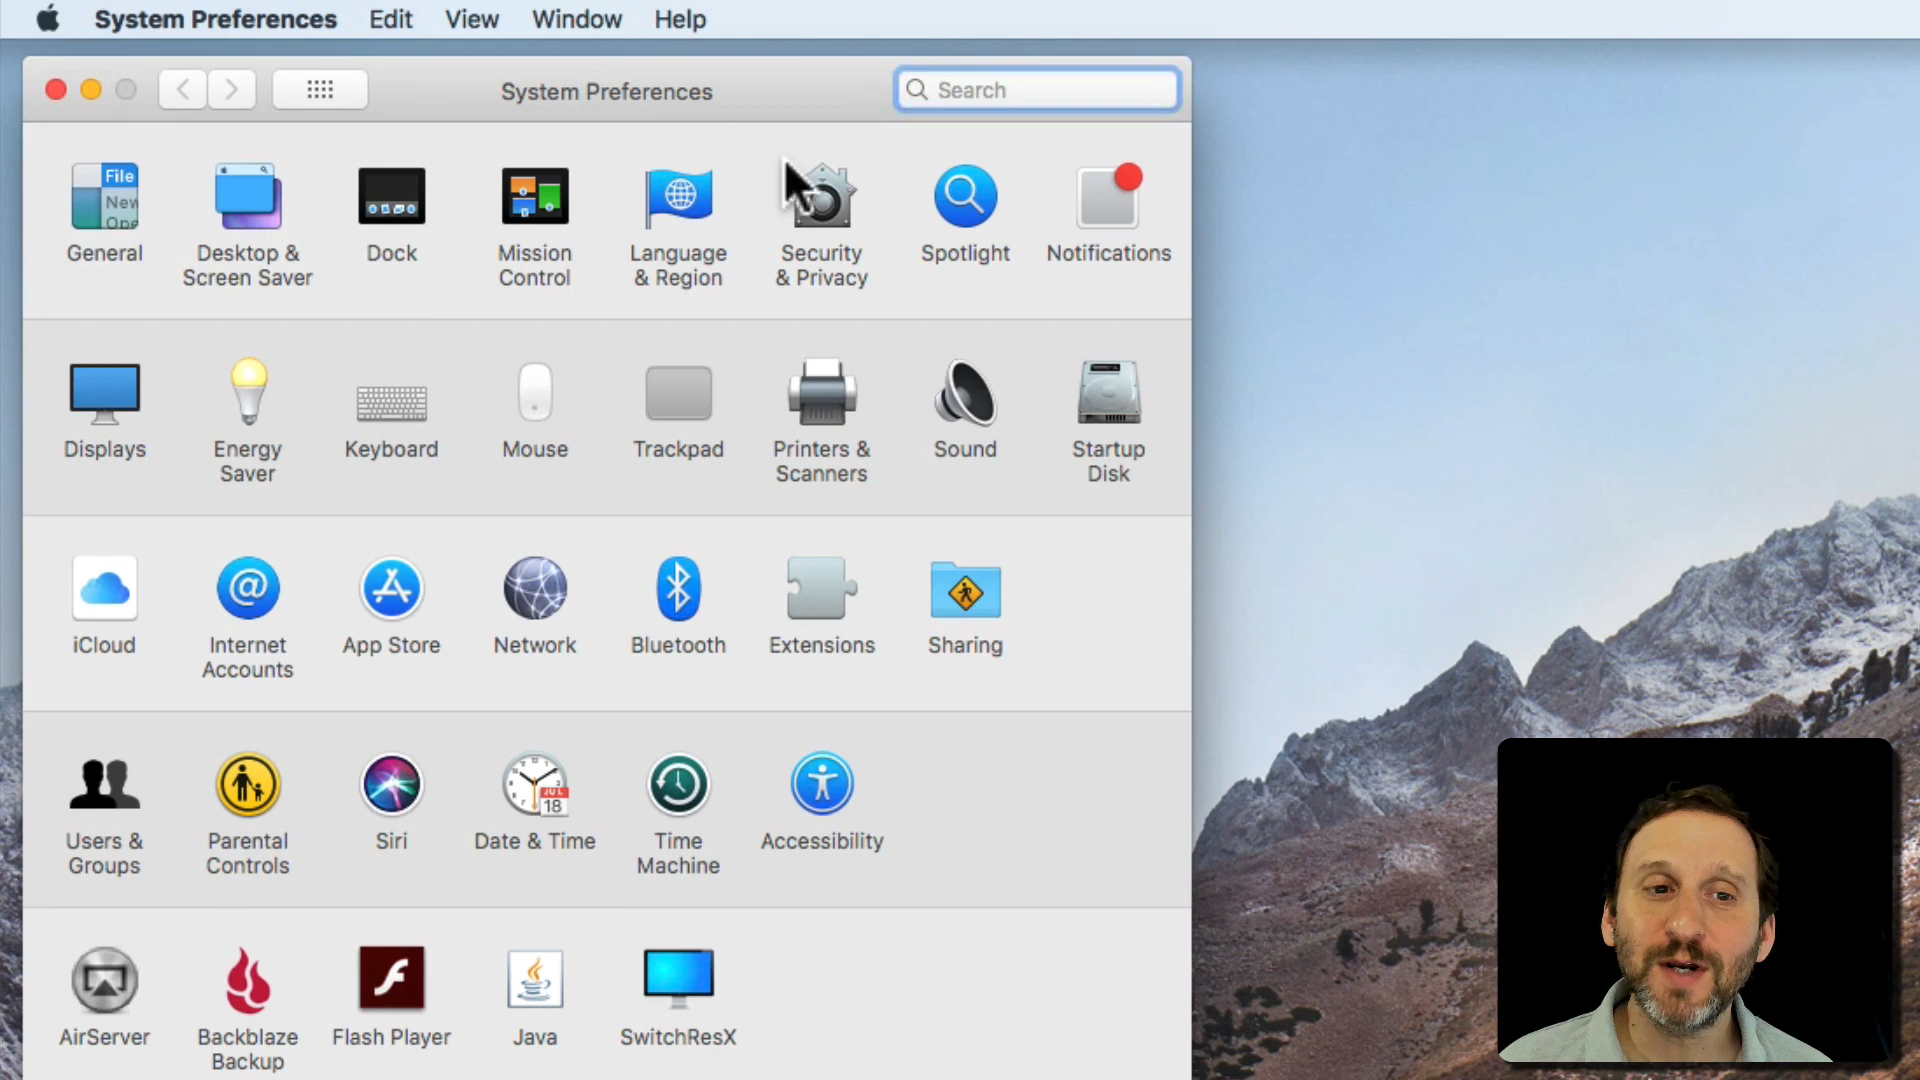 System Preferences Edit View Window Help
System Preferences
Search
File
New
Ope
General
Desktop &
Screen Saver
Dock
Mission
Control
Language
& Region
Security
& Privacy
Spotlight
Notifications
Displays
Energy
Saver
Keyboard
Mouse
Trackpad
Printers &
Scanners
Sound
Startup
Disk
iCloud
Internet
Accounts
App Store
Network
Bluetooth
Extensions
Sharing
Users &
Groups
Parental
Controls
Siri
JUL
18
Date & Time
Time
Machine
Accessibility
AirServer
Backblaze
Backup
Flash Player
Java
SwitchResX